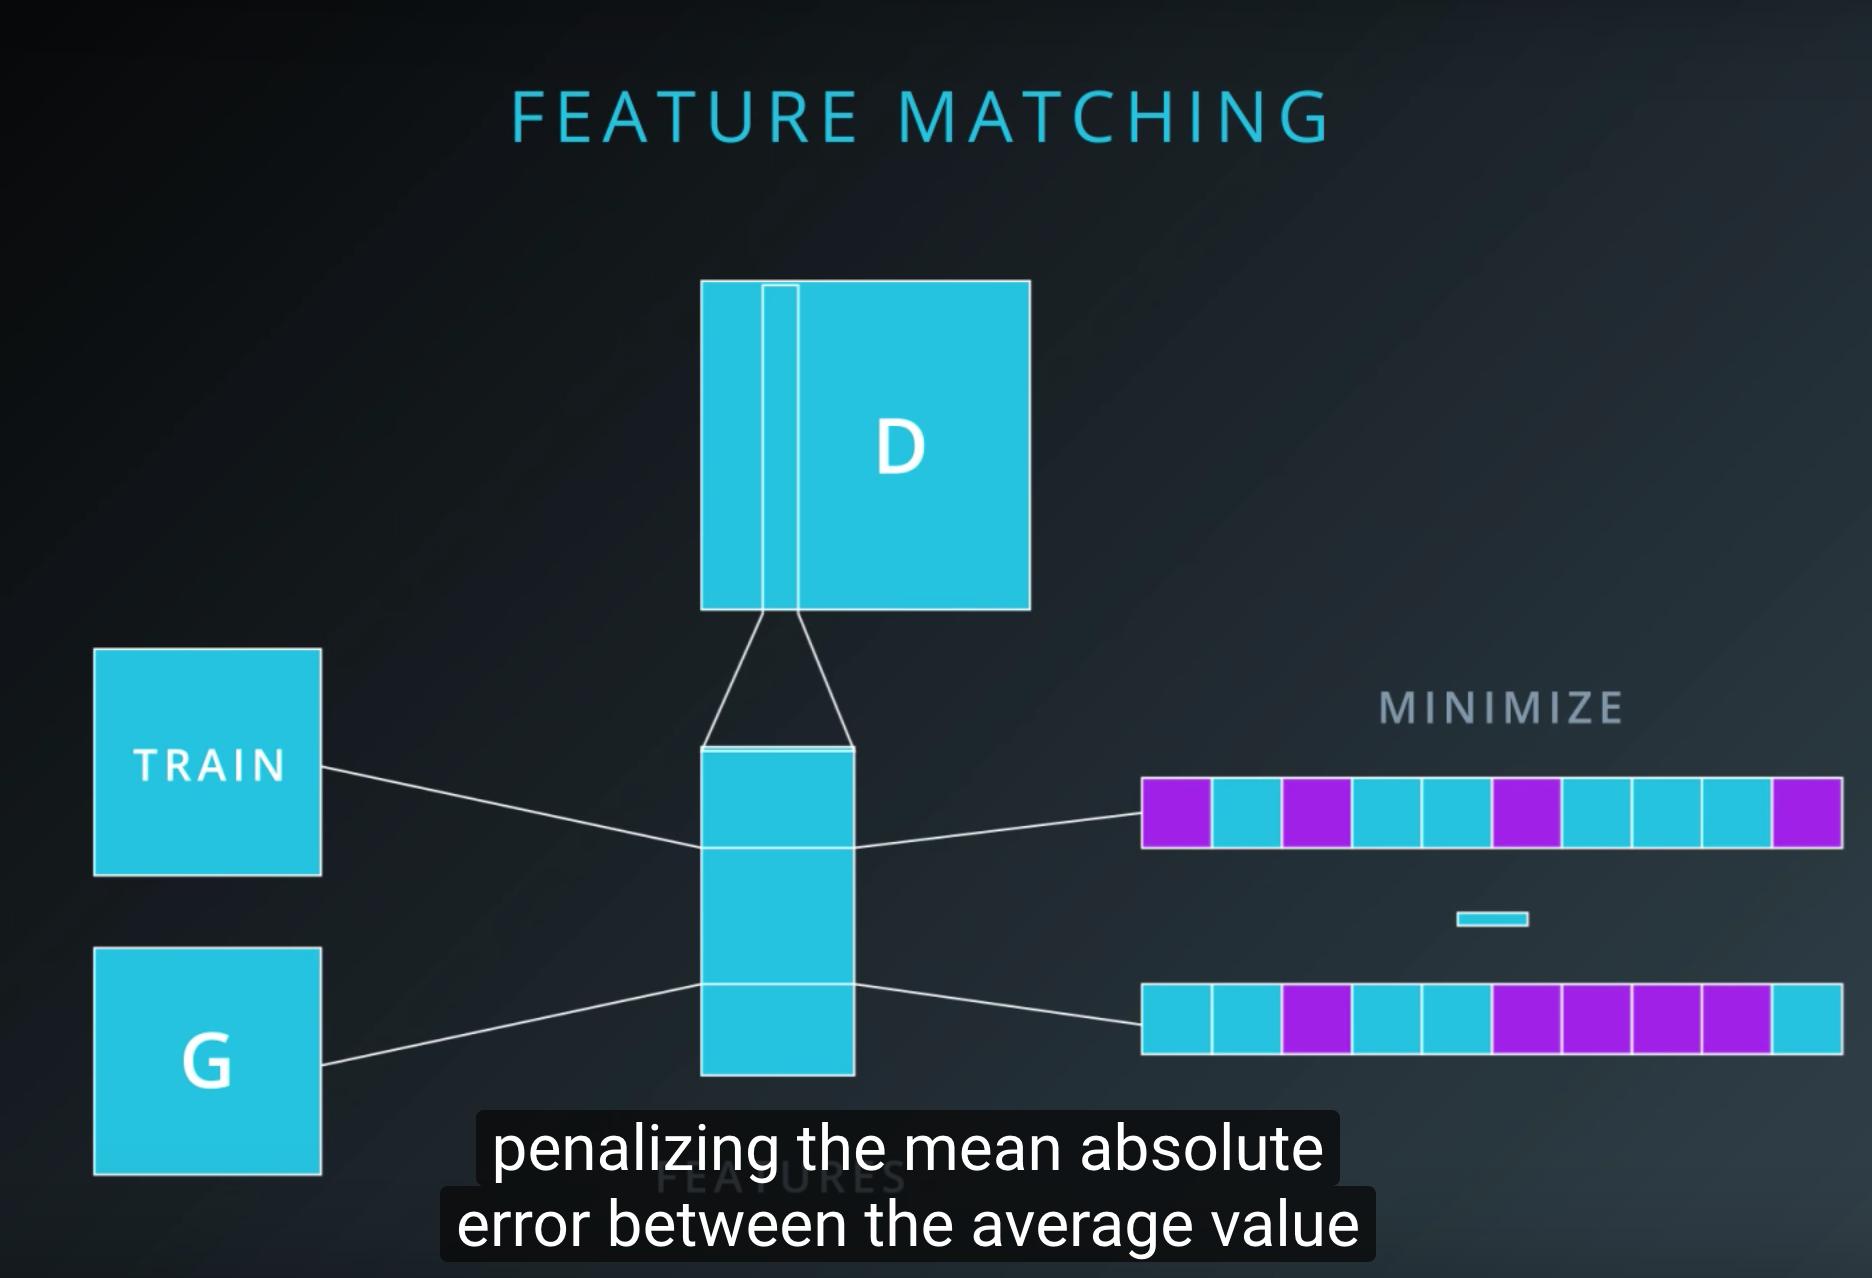 FEATURE MATCHING
D
TRAIN
MINIMIZE
G
FEATURES
penalizing the mean absolute
error between the average value